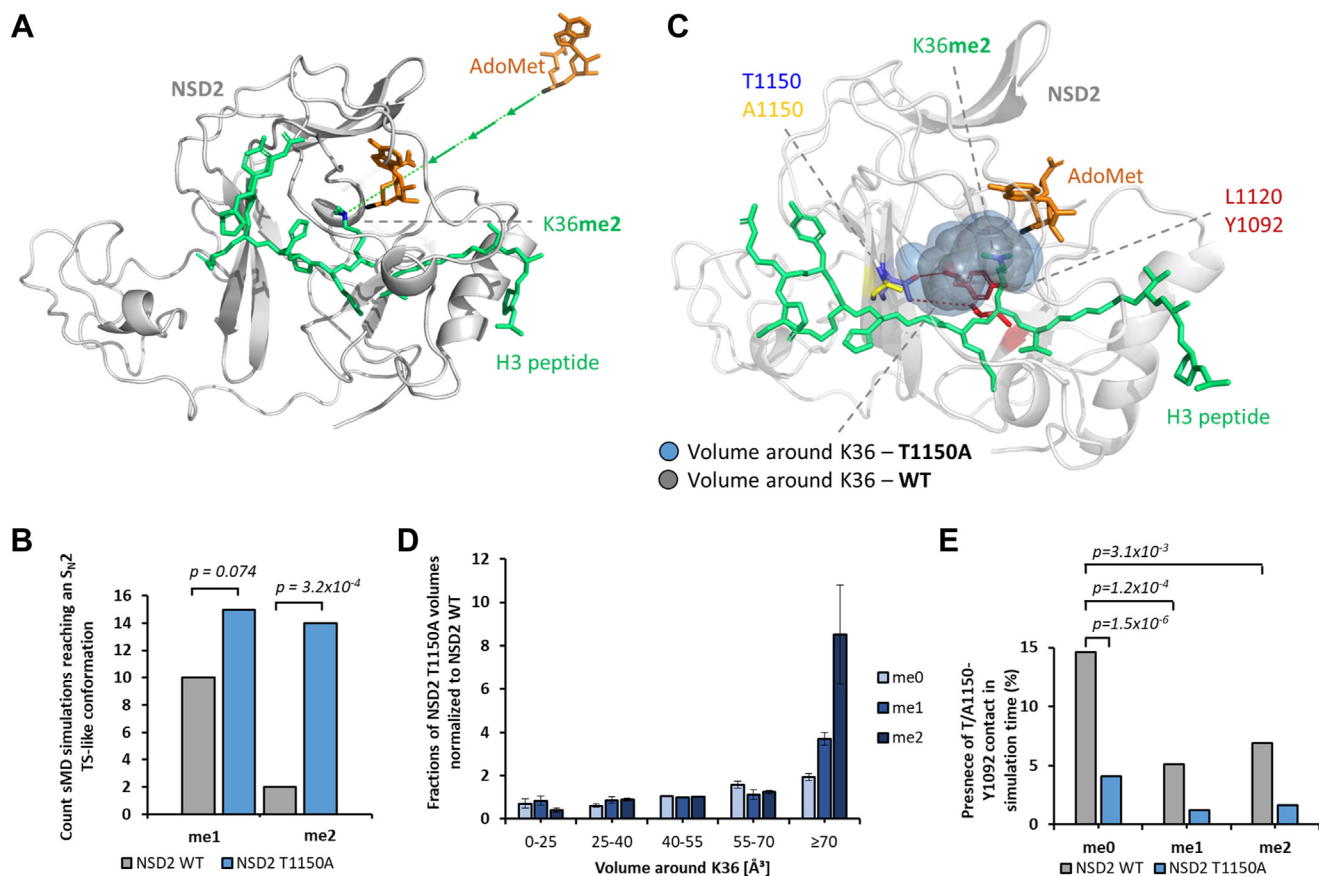 A
NSD2
AdoMet
K36me2
H3 peptide
C
K36me2
T1150
A1150
NSD2
AdoMet
L1120
Y1092
H3 peptide
Volume around K36 – T1150A
Volume around K36 – WT
B
Count sMD simulations reaching an SN2
TS-like conformation
16
14
12
10
8
6
4
2
0
p = 0.074
p = 3.2x10-4
me1
me2
NSD2 WT
NSD2 T1150A
D
Fractions of NSD2 T1150A volumes
normalized to NSD2 WT
12
10
8
6
4
2
0
me0
me1
me2
0-25
25-40
40-55
55-70
≥70
Volume around K36 [Å³]
E
Presnece of T/A1150-
Y1092 contact in
simulation time (%)
15
10
5
0
p=3.1x10-3
p=1.2x10-4
p=1.5x10-6
me0
me1
me2
NSD2 WT
NSD2 T1150A